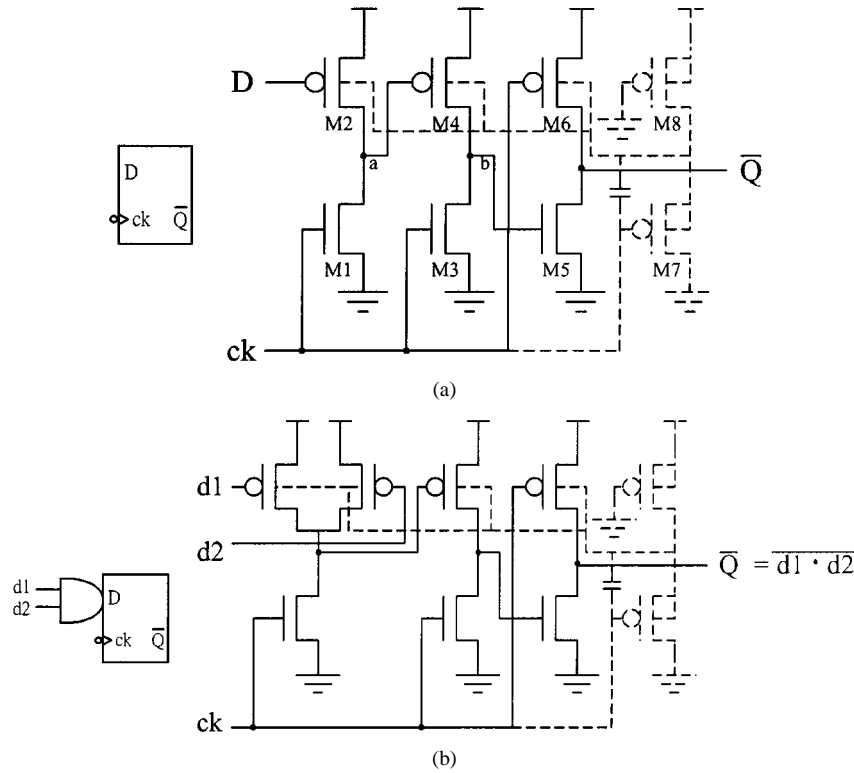 D
M2
M4
M6
M8
a
b
Q̅
D
ck
Q̅
M1
M3
M5
M7
ck
(a)
d1
d2
Q̅ = d1 · d2
d1
d2
D
ck
Q̅
ck
(b)